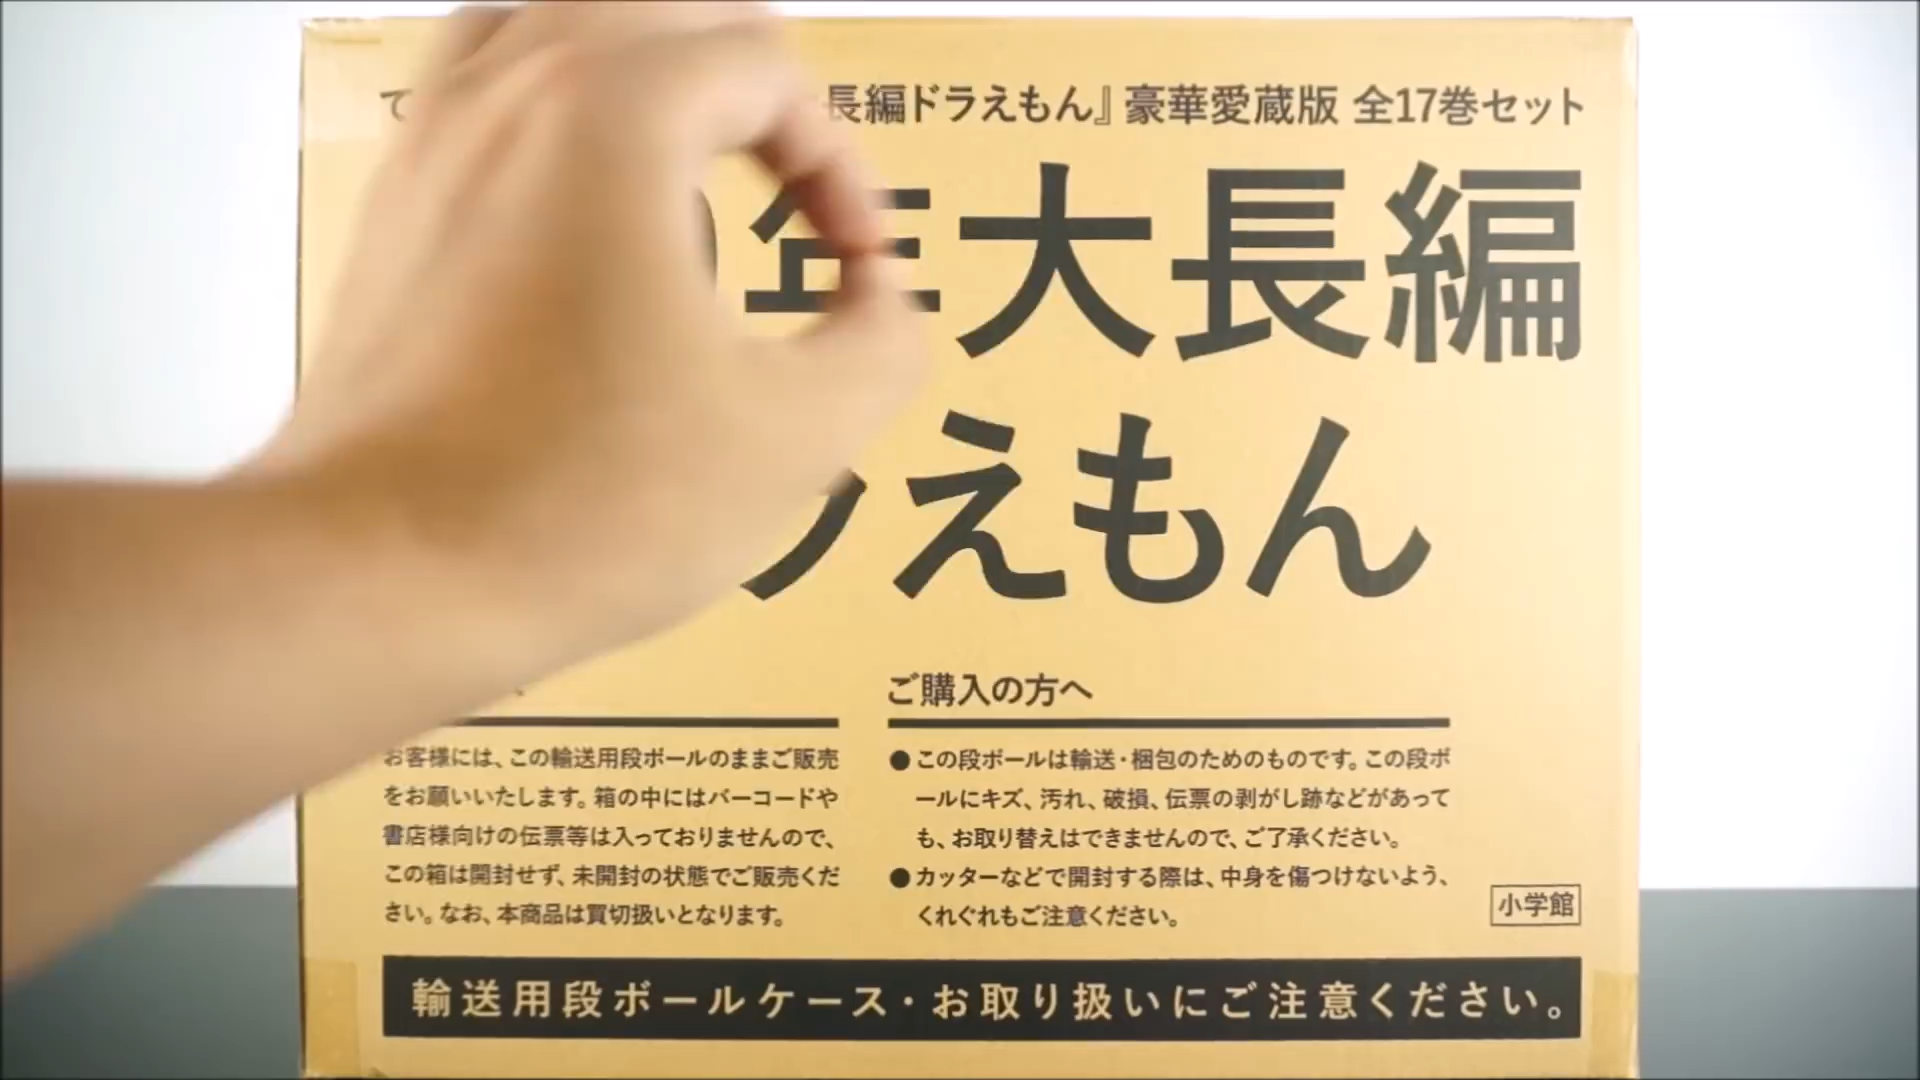 て
長編ドラえもん』豪華愛蔵版 全17巻セット
年大長編
えもん
ご購入の方へ
お客様には、この輸送用段ボールのままご販売
をお願いいたします。箱の中にはバーコードや
書店様向けの伝票等は入っておりませんので、
この箱は開封せず、未開封の状態でご販売くだ
さい。なお、本商品は買切扱いとなります。
●この段ボールは輸送・梱包のためのものです。この段ボ
ールにキズ、汚れ、破損、伝票の剥がし跡などがあって
も、お取り替えはできませんので、ご了承ください。
●カッターなどで開封する際は、中身を傷つけないよう、
くれぐれもご注意ください。
小学館
輸送用段ボールケース・お取り扱いにご注意ください。